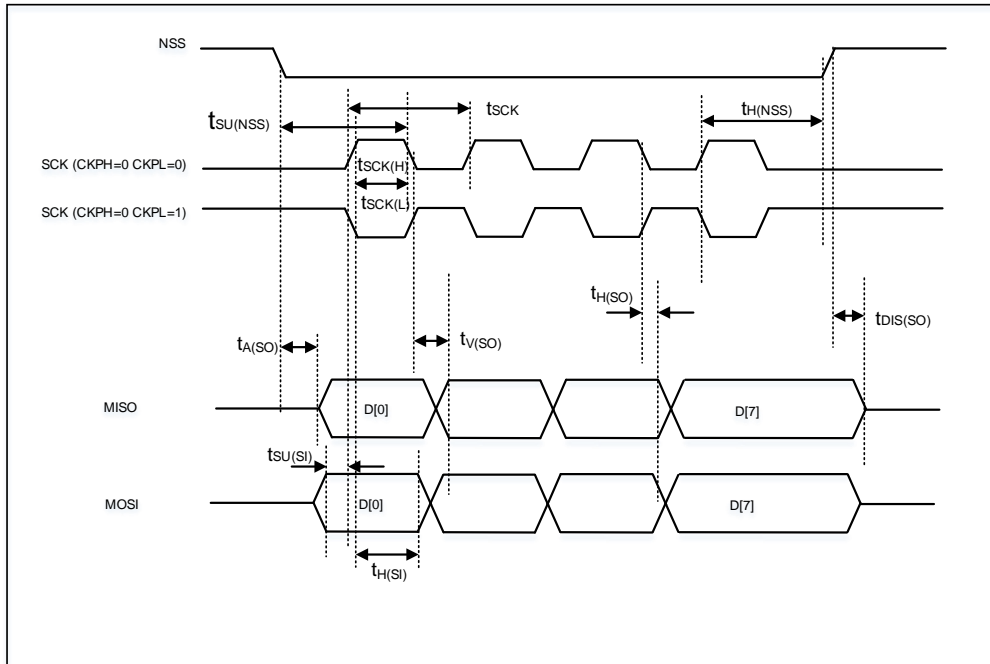 NSS
tSCK
tH(NSS)
tSU(NSS)
SCK (CKPH=0 CKPL=0)
tSCK(H)
tSCK(L)
SCK (CKPH=0 CKPL=1)
tH(SO)
tDIS(SO)
tV(SO)
tA(SO)
MISO
D[0]
D[7]
tSU(SI)
MOSI
D[0]
D[7]
tH(SI)